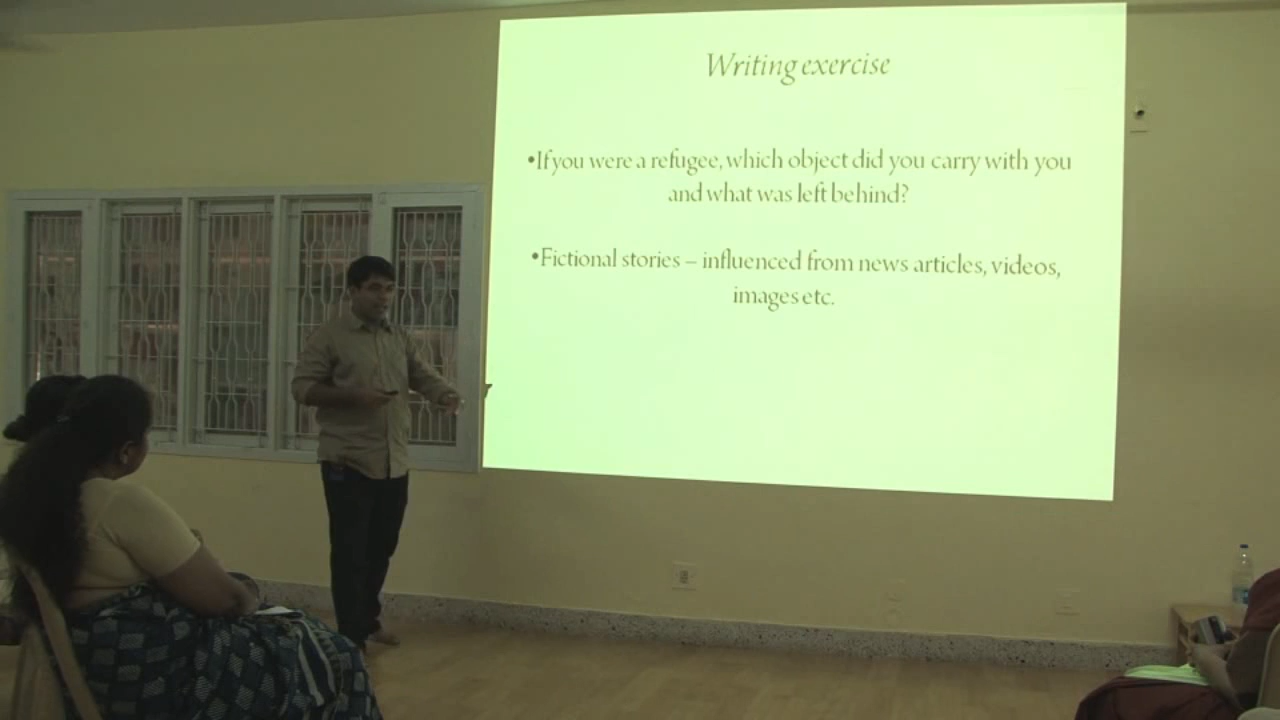 Writing exercise
•If you were a refugee, which object did you carry with you
and what was left behind?
•Fictional stories – influenced from news articles, videos,
images etc.